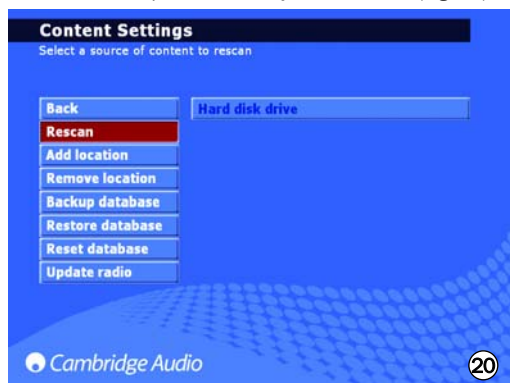 Content Settings
Select a source of content to rescan
Back
Hard disk drive
Rescan
Add location
Remove location
Backup database
Restore database
Reset database
Update radio
Cambridge Audio
20